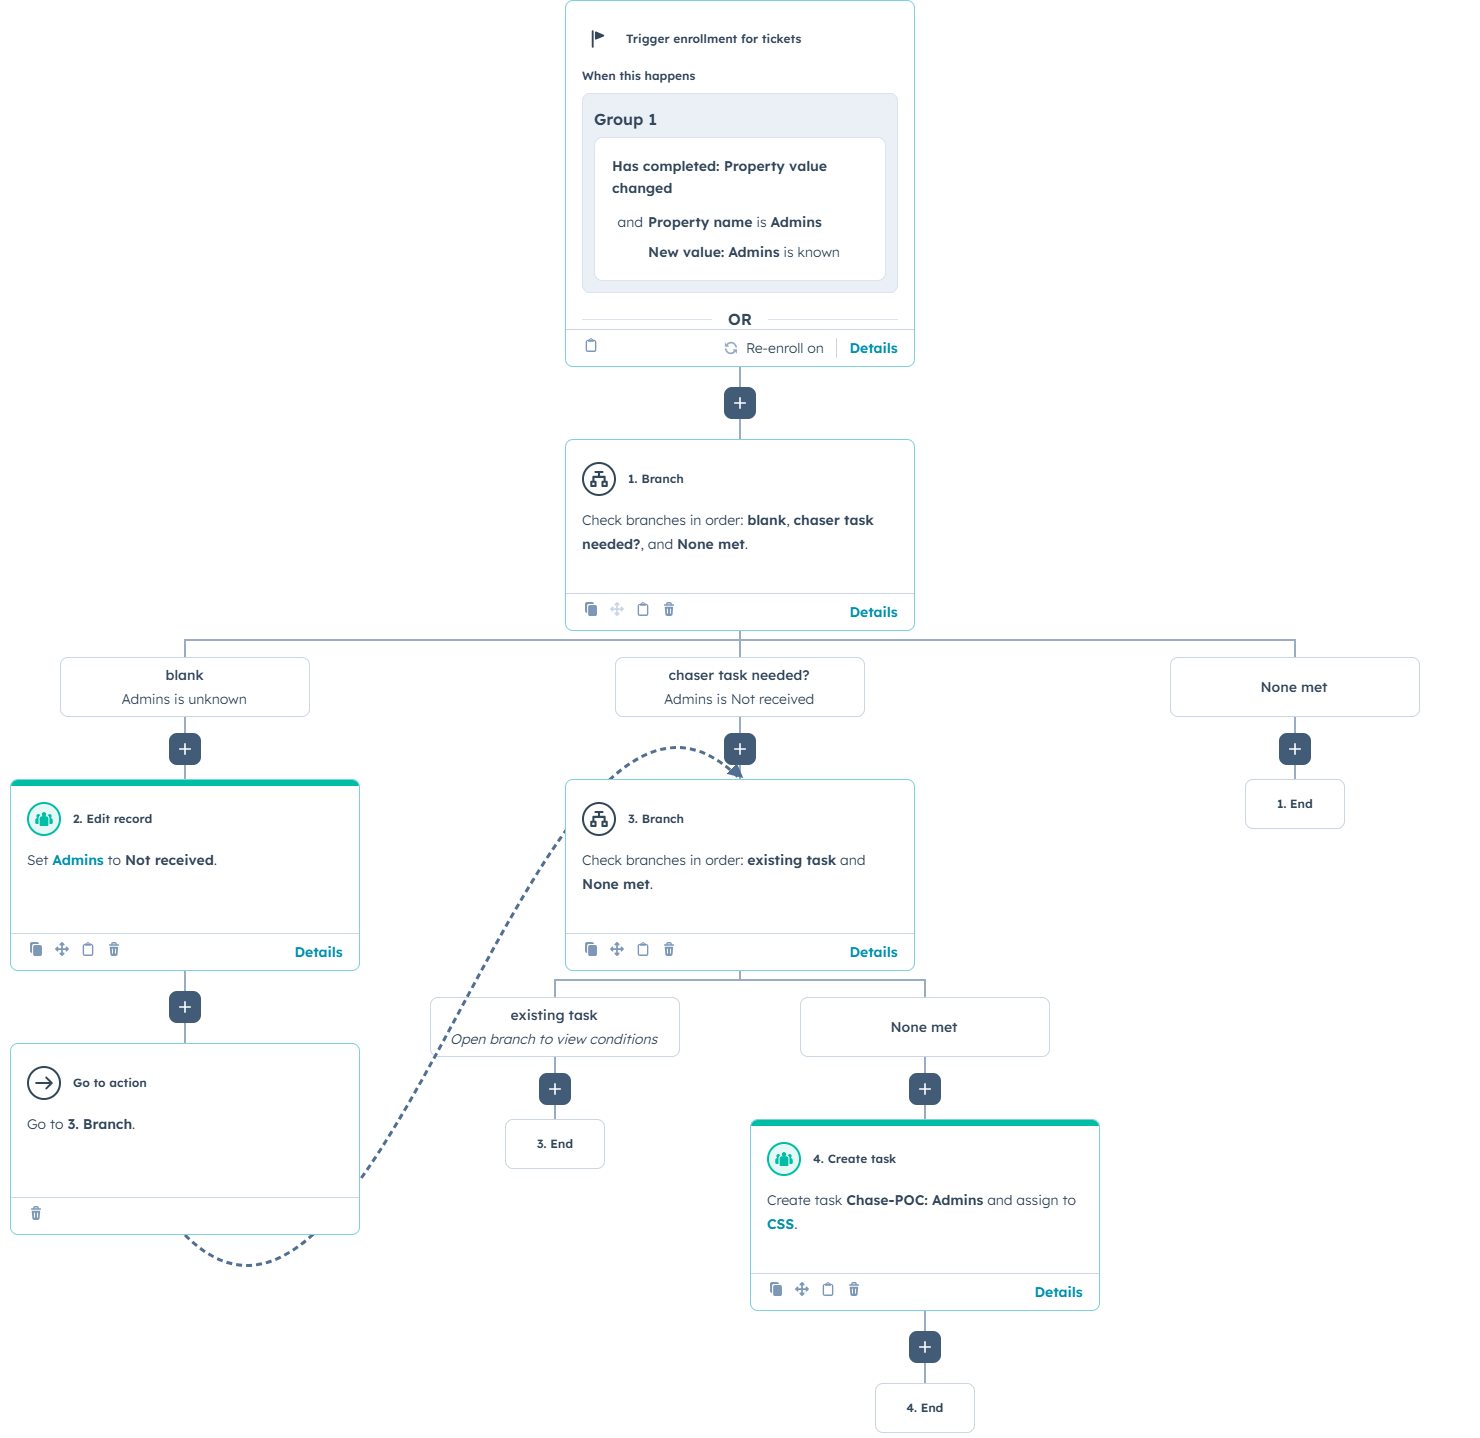 Trigger enrollment for tickets
When this happens
Group 1
Has completed: Property value
changed
and Property name is Admins
New value: Admins is known
OR
Re-enroll on
Details
1. Branch
Check branches in order: blank, chaser task
needed?, and None met.
Details
blank
Admins is unknown
chaser task needed?
Admins is Not received
None met
2. Edit record
Set Admins to Not received.
Details
3. Branch
Check branches in order: existing task and
None met.
Details
1. End
Go to action
Go to 3. Branch.
existing task
Open branch to view conditions
None met
3. End
4. Create task
Create task Chase-POC: Admins and assign to
CSS.
Details
4. End